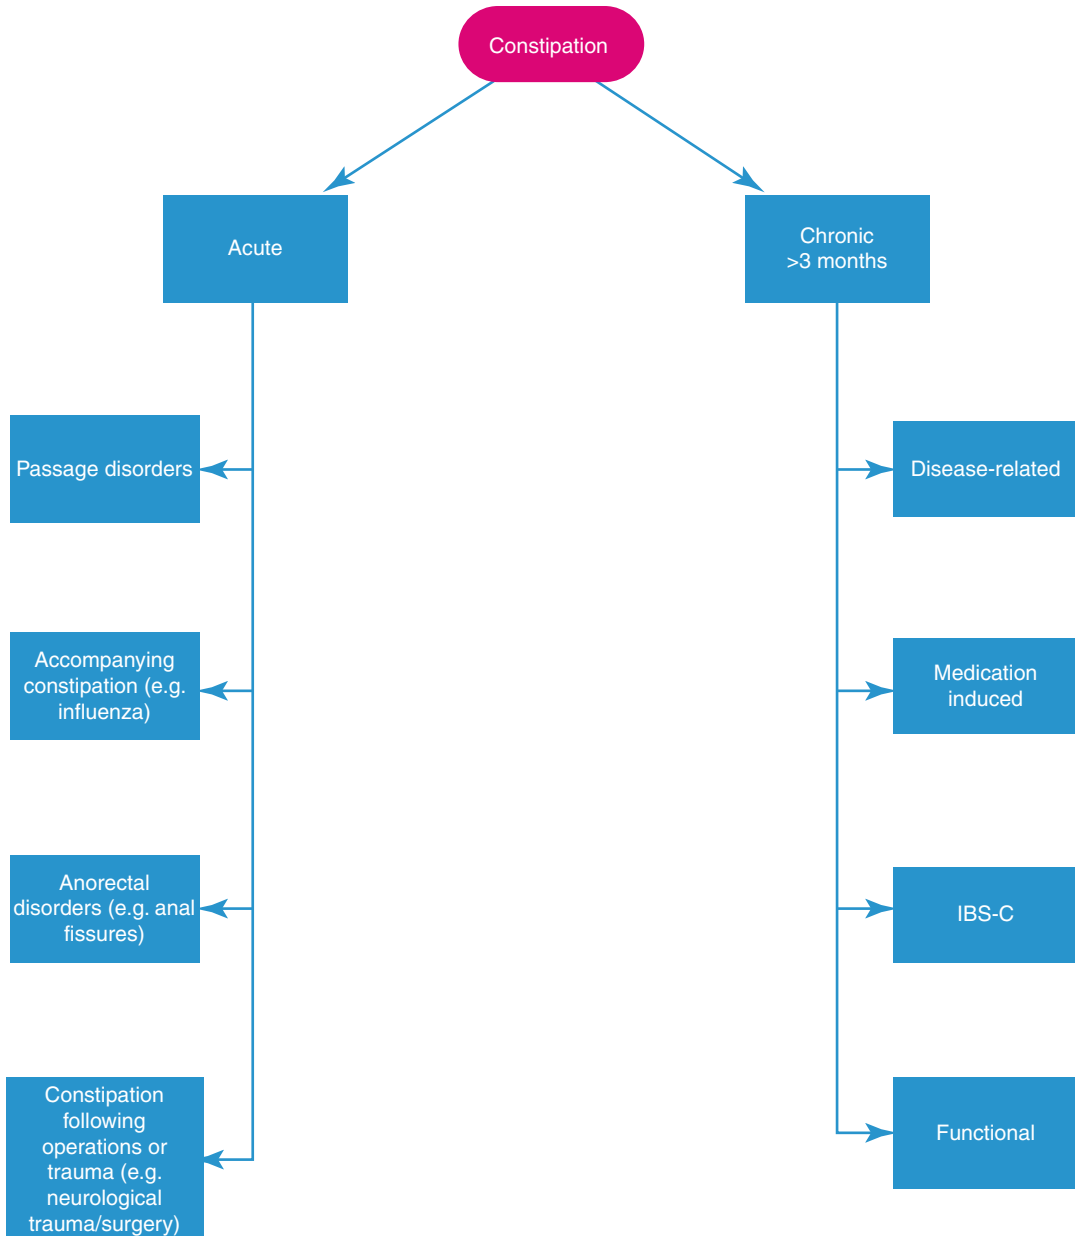 Constipation
Acute
Chronic
>3 months
Passage disorders
Disease-related
Accompanying
constipation (e.g.
influenza)
Medication
induced
Anorectal
disorders (e.g. anal
fissures)
IBS-C
Constipation
following
operations or
trauma (e.g.
neurological
trauma/surgery)
Functional